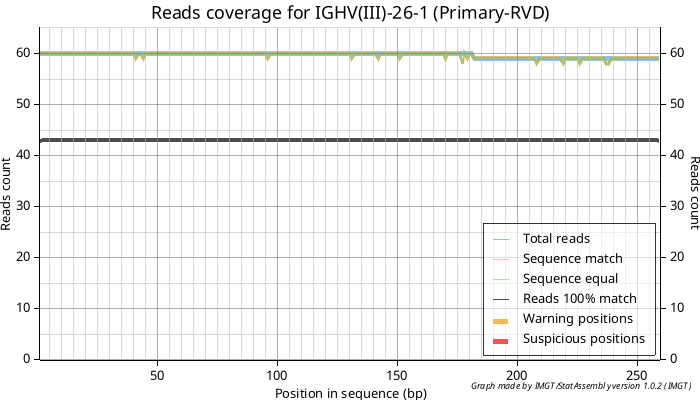 Reads coverage for IGHV(III)-26-1 (Primary-RVD)
60
50
40
30
20
10
0
Reads count
60
50
40
30
20
10
0
Reads count
Total reads
Sequence match
Sequence equal
Reads 100% match
Warning positions
Suspicious positions
50 100 150 200 250
Position in sequence (bp)
Graph made by IMGT/StatAssembly version 1.0.2 (IMGT)